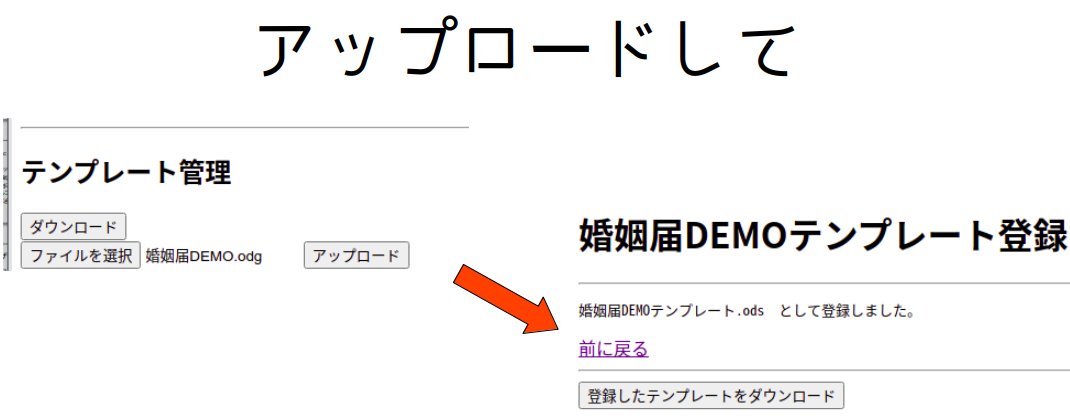 アップロードして
テンプレート管理
ダウンロード
ファイルを選択 婚姻届DEMO.odg アップロード
婚姻届DEMOテンプレート登録
婚姻届DEMOテンプレート.ods　として登録しました。
前に戻る
登録したテンプレートをダウンロード